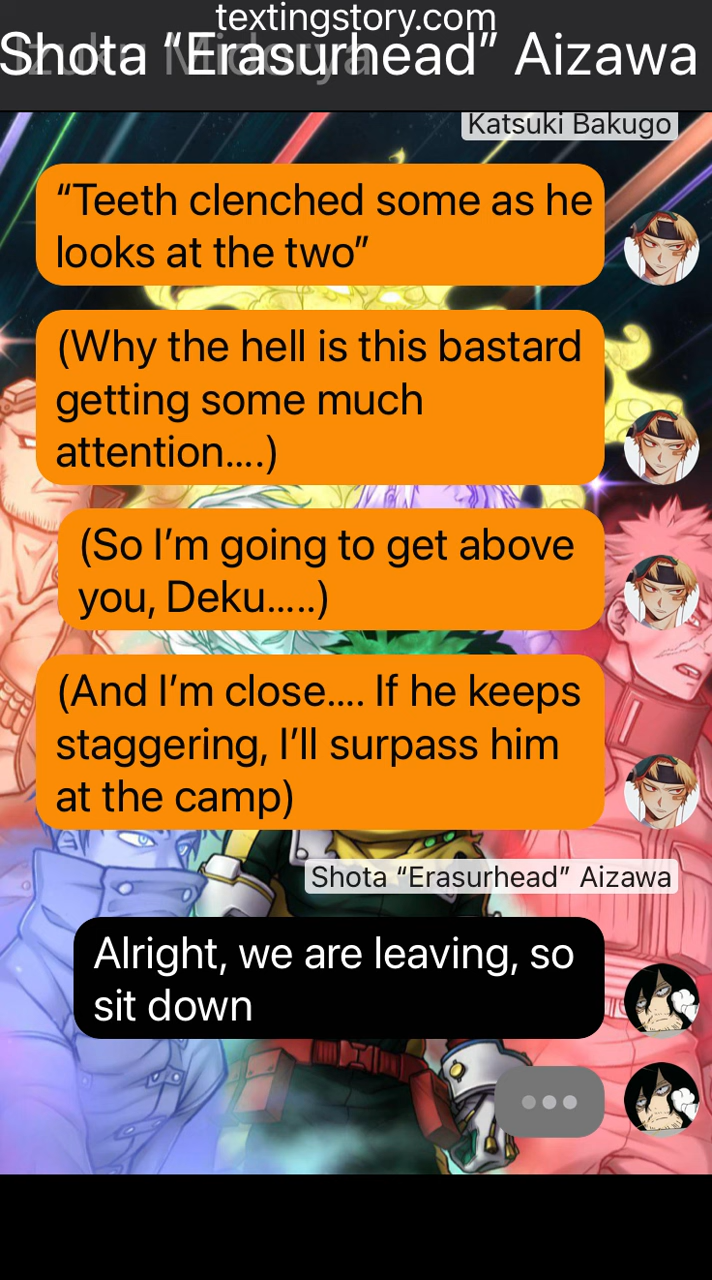 textingstory.com
Izuku Midorya
Shota “Erasurhead” Aizawa
Katsuki Bakugo
“Teeth clenched some as he
looks at the two”
(Why the hell is this bastard
getting some much
attention....)
(So I’m going to get above
you, Deku.....)
(And I’m close.... If he keeps
staggering, I’ll surpass him
at the camp)
Shota “Erasurhead” Aizawa
Alright, we are leaving, so
sit down